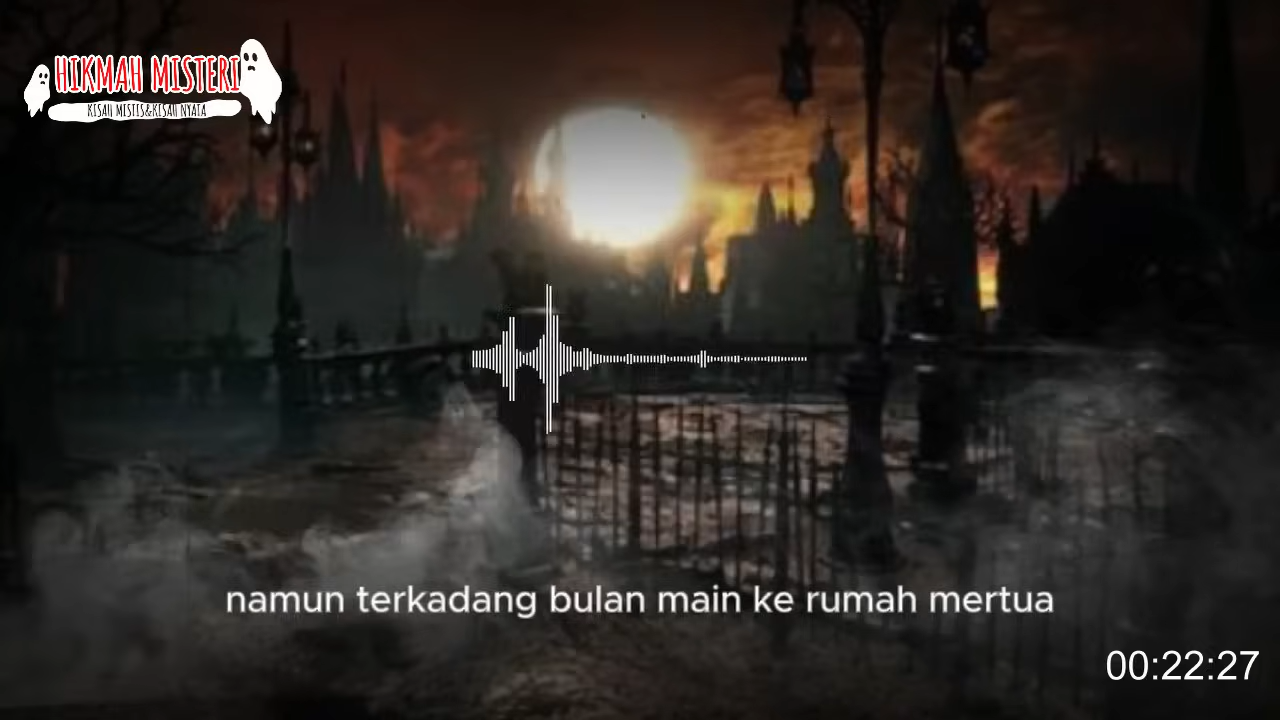 HIKMAH MISTERI
KISAH MISTIS&KISAH NYATA
namun terkadang bulan main ke rumah mertua
00:22:27